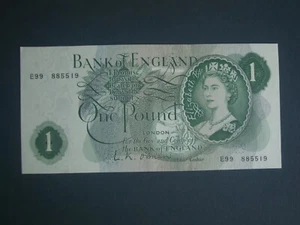 BANK OF ENGLAND
E99 885519
1
One Pound
LONDON
For the Gov.r and Comp.a
of the BANK OF ENGLAND
1
E99 885519